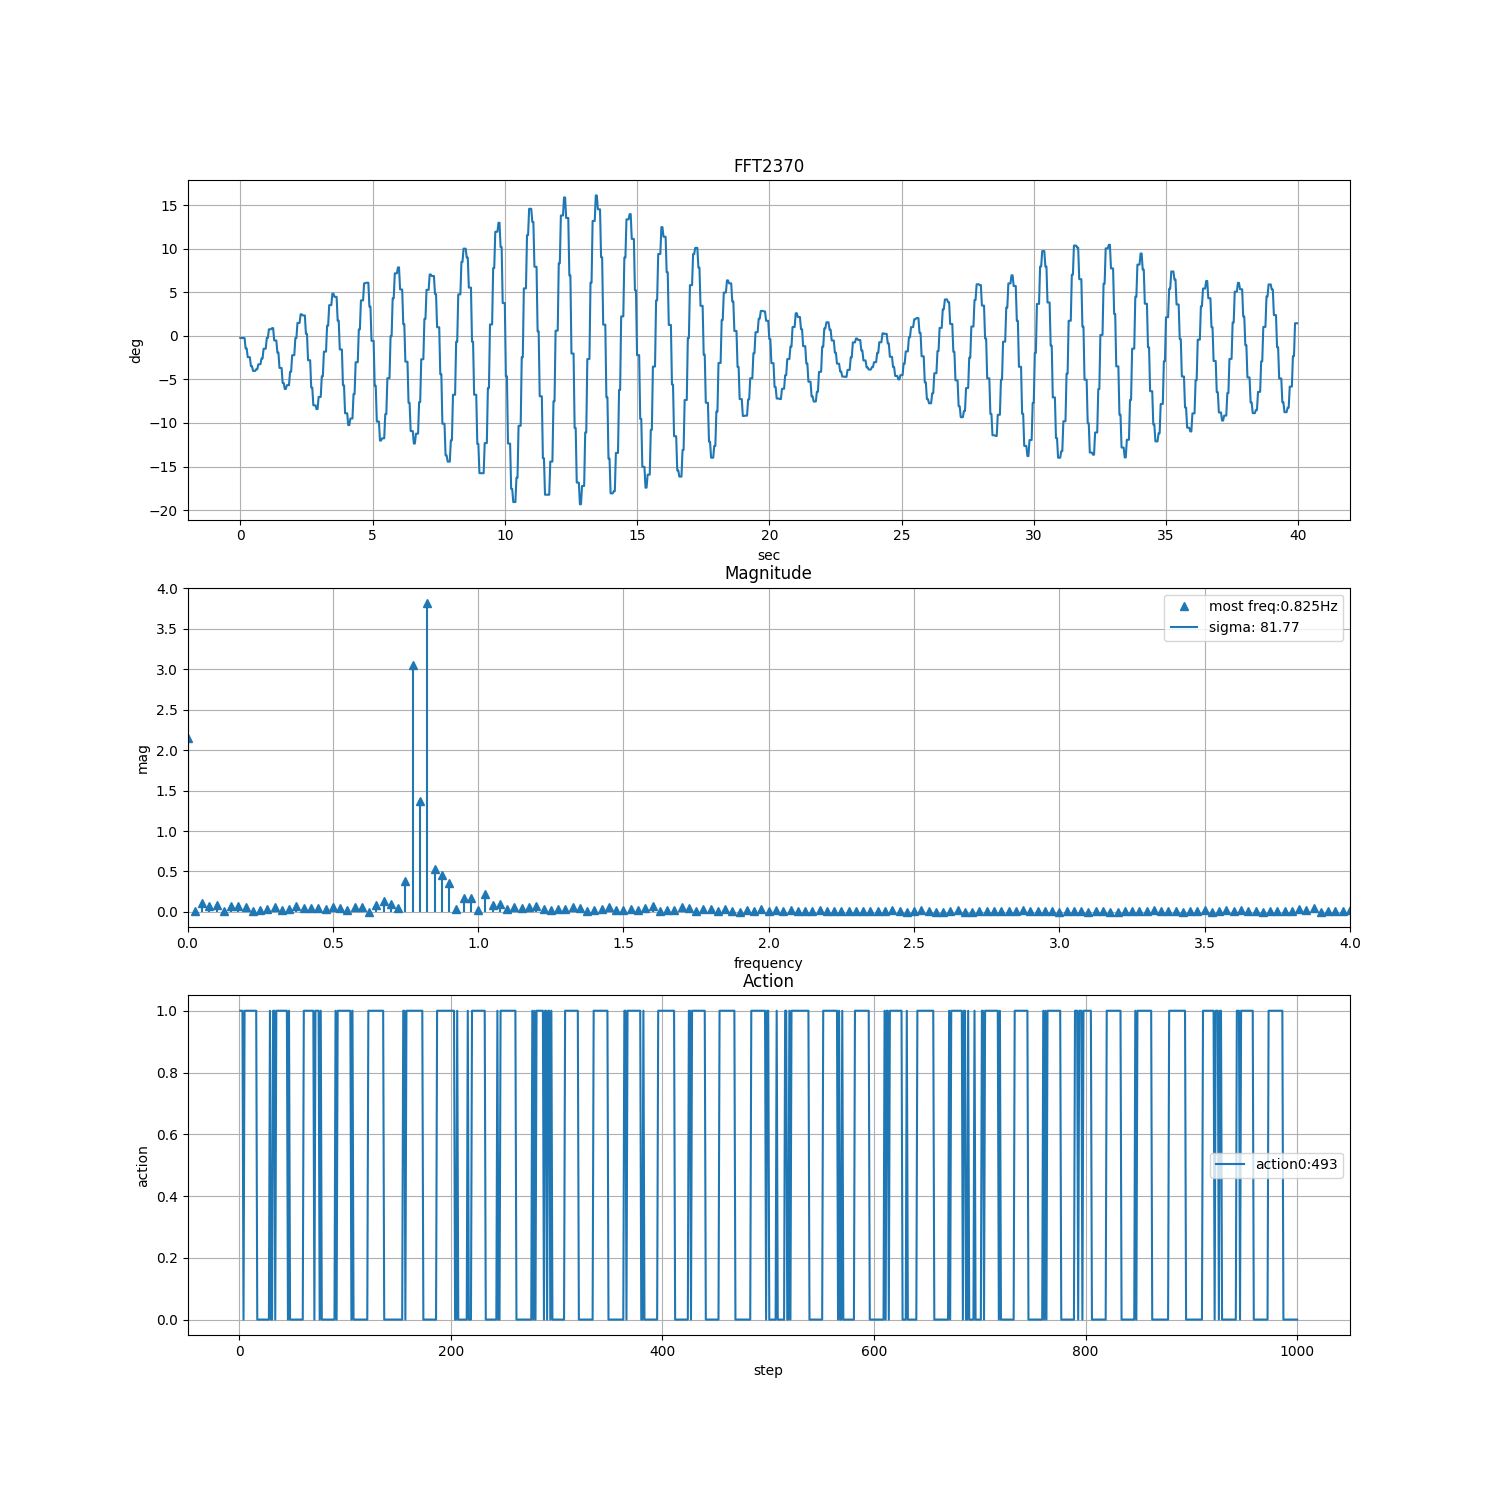 FFT2370
15
10
5
0
−5
−10
−15
−20
deg
0 5 10 15 20 25 30 35 40
sec
Magnitude
4.0
3.5
3.0
2.5
2.0
1.5
1.0
0.5
0.0
mag
most freq:0.825Hz
sigma: 81.77
0.0 0.5 1.0 1.5 2.0 2.5 3.0 3.5 4.0
frequency
Action
1.0
0.8
0.6
0.4
0.2
0.0
action
action0:493
0 200 400 600 800 1000
step